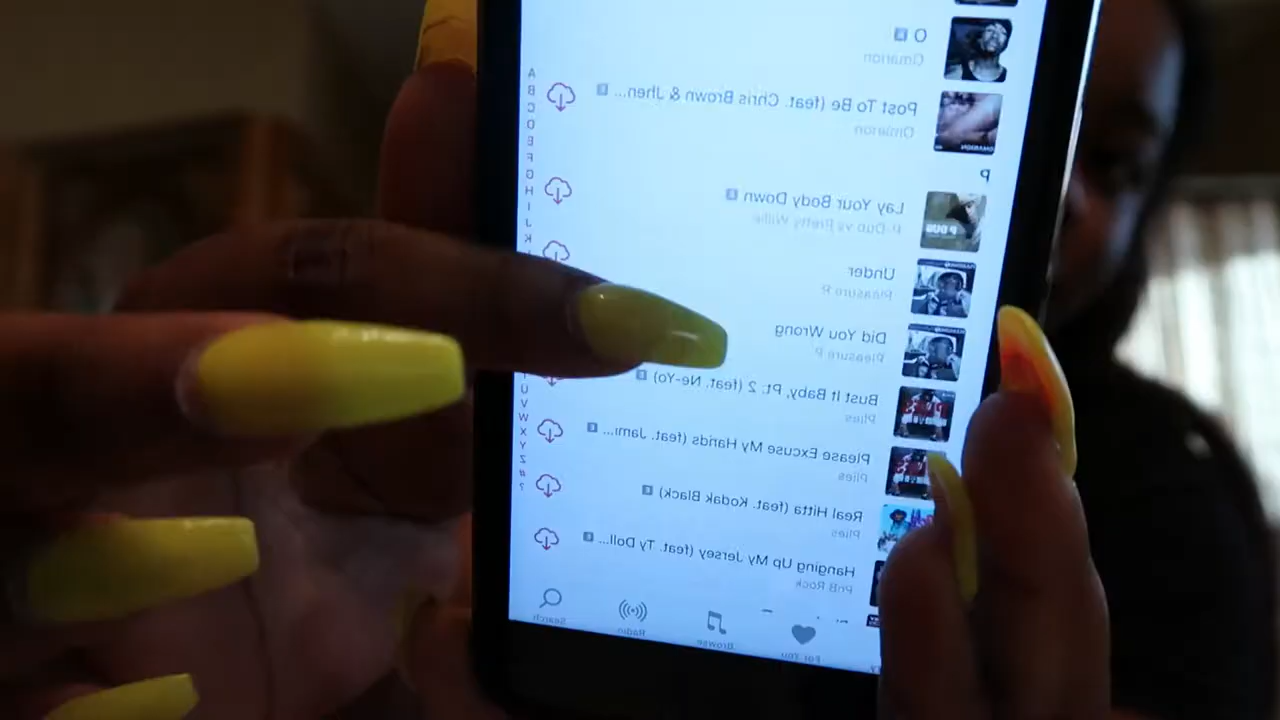 O E
Omarion
Post To Be (feat. Chris Brown & Jhen... E
Omarion
P
Lay Your Body Down E
P. Dub vs Pretty Willie
P DUB
Under
Pleasure P
Did You Wrong
Pleasure P
Bust It Baby, Pt. 2 (feat. Ne-Yo) E
Plies
Please Excuse My Hands (feat. Jami... E
Plies
Real Hitta (feat. Kodak Black) E
Plies
Hanging Up My Jersey (feat. Ty Doll... E
PnB Rock
For You
Browse
Radio
Search
A
B
C
D
E
F
G
H
I
J
K
U
V
W
X
Y
Z
#
?